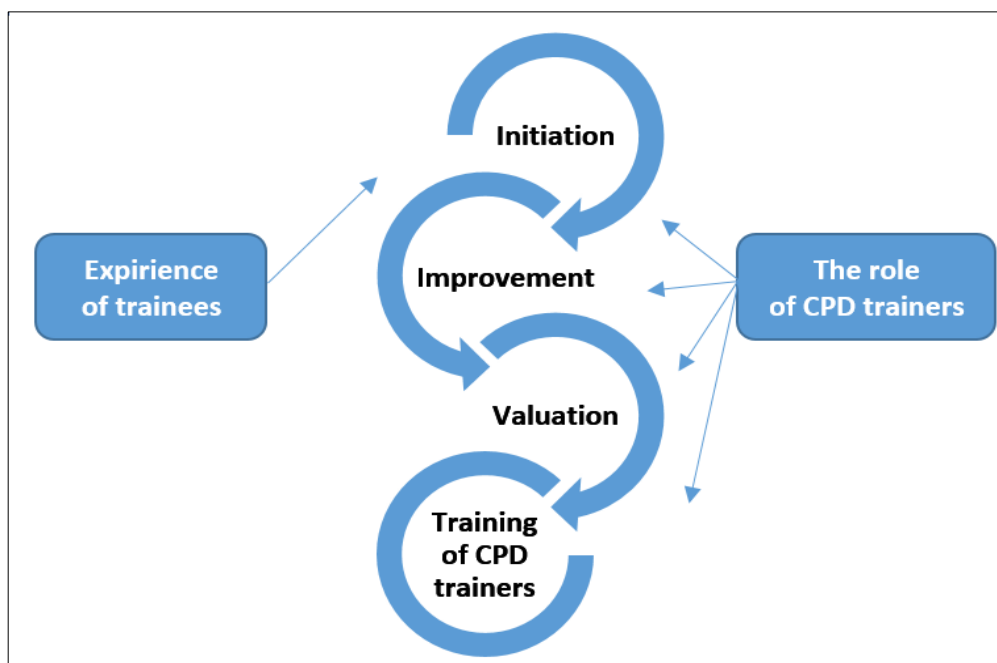 Initiation
Expirience
of trainees
Improvement
The role
of CPD trainers
Valuation
Training
of CPD
trainers